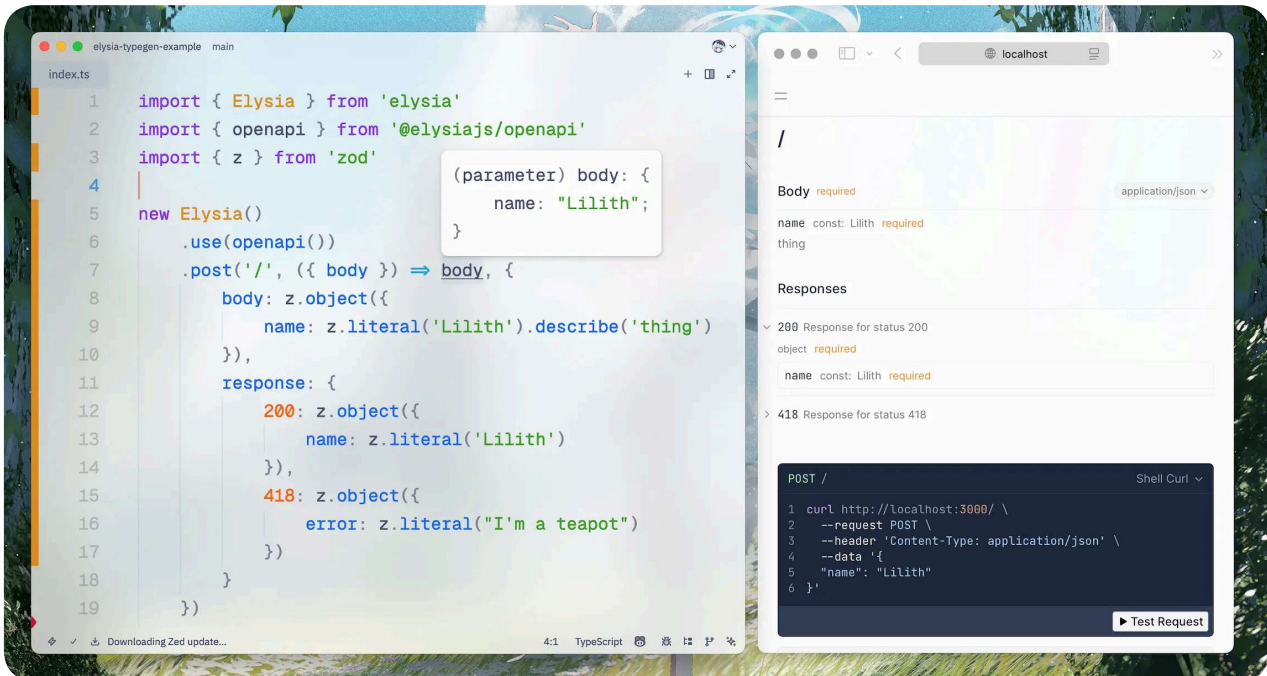 elysia-typegen-example main
index.ts
1 import { Elysia } from 'elysia'
2 import { openapi } from '@elysiajs/openapi'
3 import { z } from 'zod'
4
5 new Elysia()
6 .use(openapi())
7 .post('/', ({ body }) => body, {
8 body: z.object({
9 name: z.literal('Lilith').describe('thing')
10 }),
11 response: {
12 200: z.object({
13 name: z.literal('Lilith')
14 }),
15 418: z.object({
16 error: z.literal("I'm a teapot")
17 })
18 }
19 })
(parameter) body: {
name: "Lilith";
}
Downloading Zed update... 4:1 TypeScript
localhost
/
Body required application/json
name const: Lilith required
thing
Responses
200 Response for status 200
object required
name const: Lilith required
418 Response for status 418
POST / Shell Curl
1 curl http://localhost:3000/ \
2 --request POST \
3 --header 'Content-Type: application/json' \
4 --data '{
5 "name": "Lilith"
6 }'
Test Request